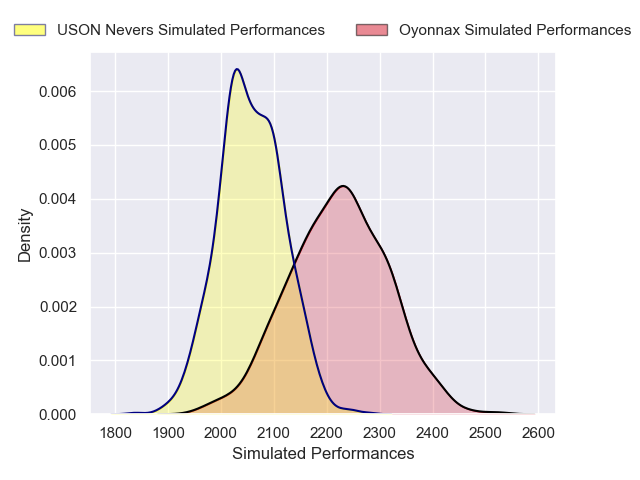 USON Nevers Simulated Performances Oyonnax Simulated Performances
0.006
0.005
0.004
0.003
0.002
0.001
0.000
Density
1800 1900 2000 2100 2200 2300 2400 2500 2600
Simulated Performances